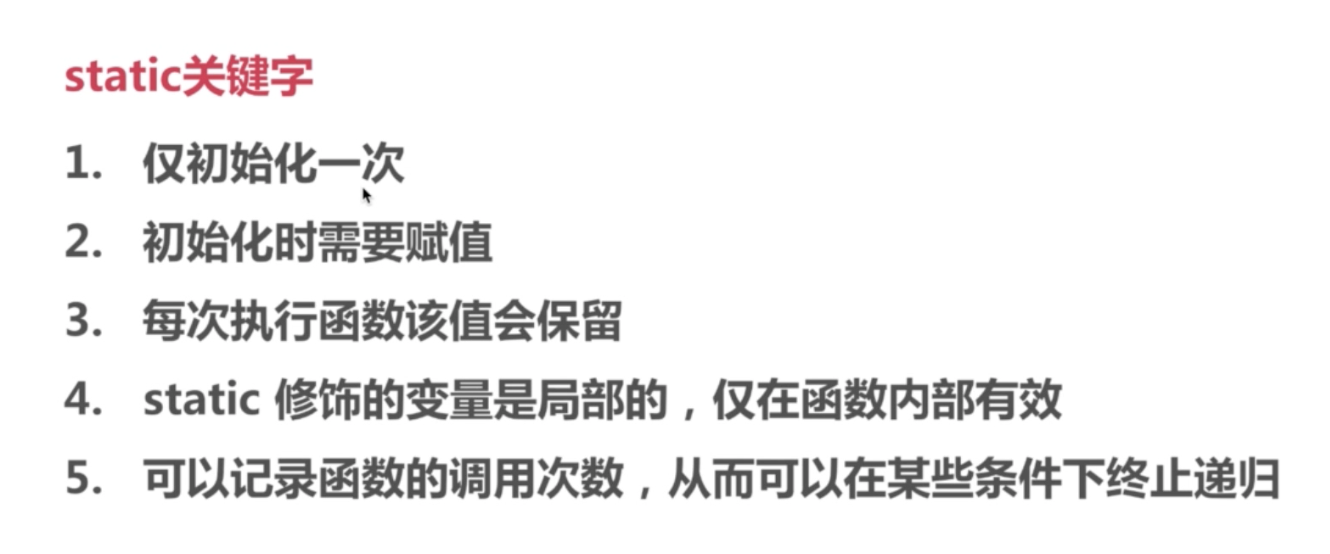 static关键字
1. 仅初始化一次
2. 初始化时需要赋值
3. 每次执行函数该值会保留
4. static 修饰的变量是局部的，仅在函数内部有效
5. 可以记录函数的调用次数，从而可以在某些条件下终止递归